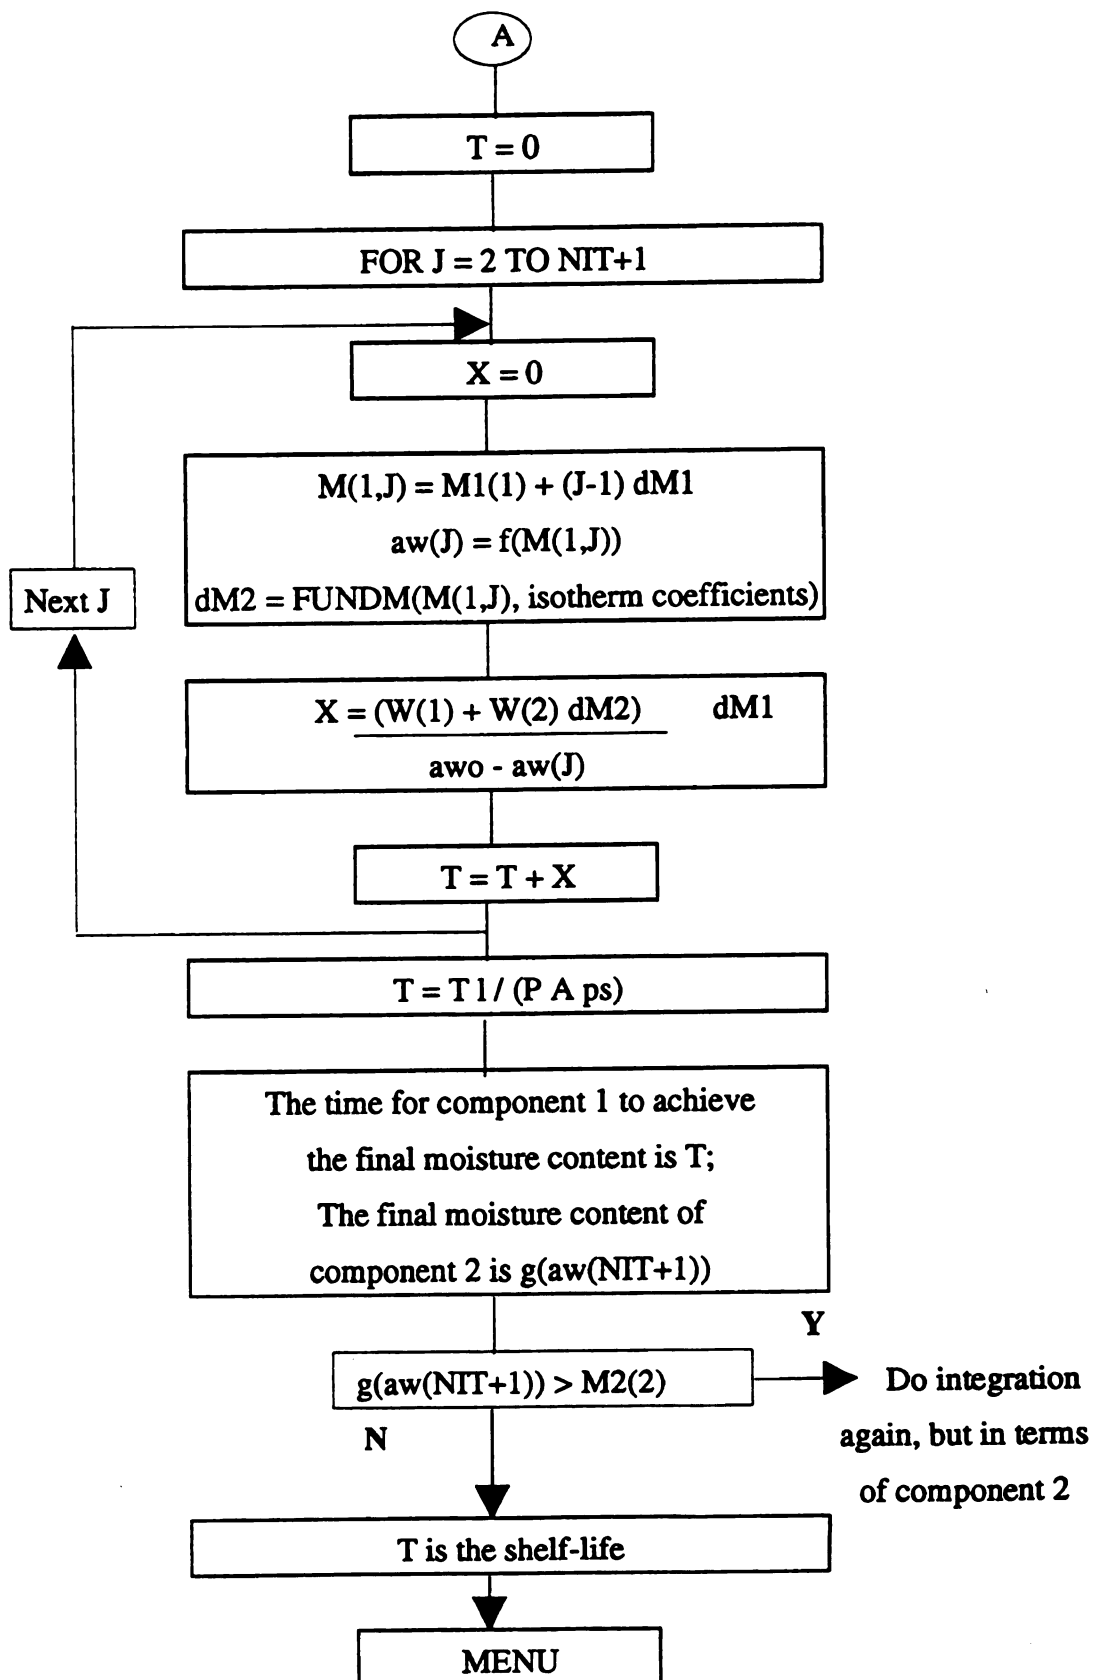 A
T = 0
FOR J = 2 TO NIT+1
X = 0
M(1,J) = M1(1) + (J-1) dM1
aw(J) = f(M(1,J))
dM2 = FUNDM(M(1,J), isotherm coefficients)
Next J
X = (W(1) + W(2) dM2) dM1
awo - aw(J)
T = T + X
T = T 1 / (P A ps)
The time for component 1 to achieve
the final moisture content is T;
The final moisture content of
component 2 is g(aw(NIT+1))
Y
g(aw(NIT+1)) > M2(2)
Do integration
again, but in terms
of component 2
N
T is the shelf-life
MENU